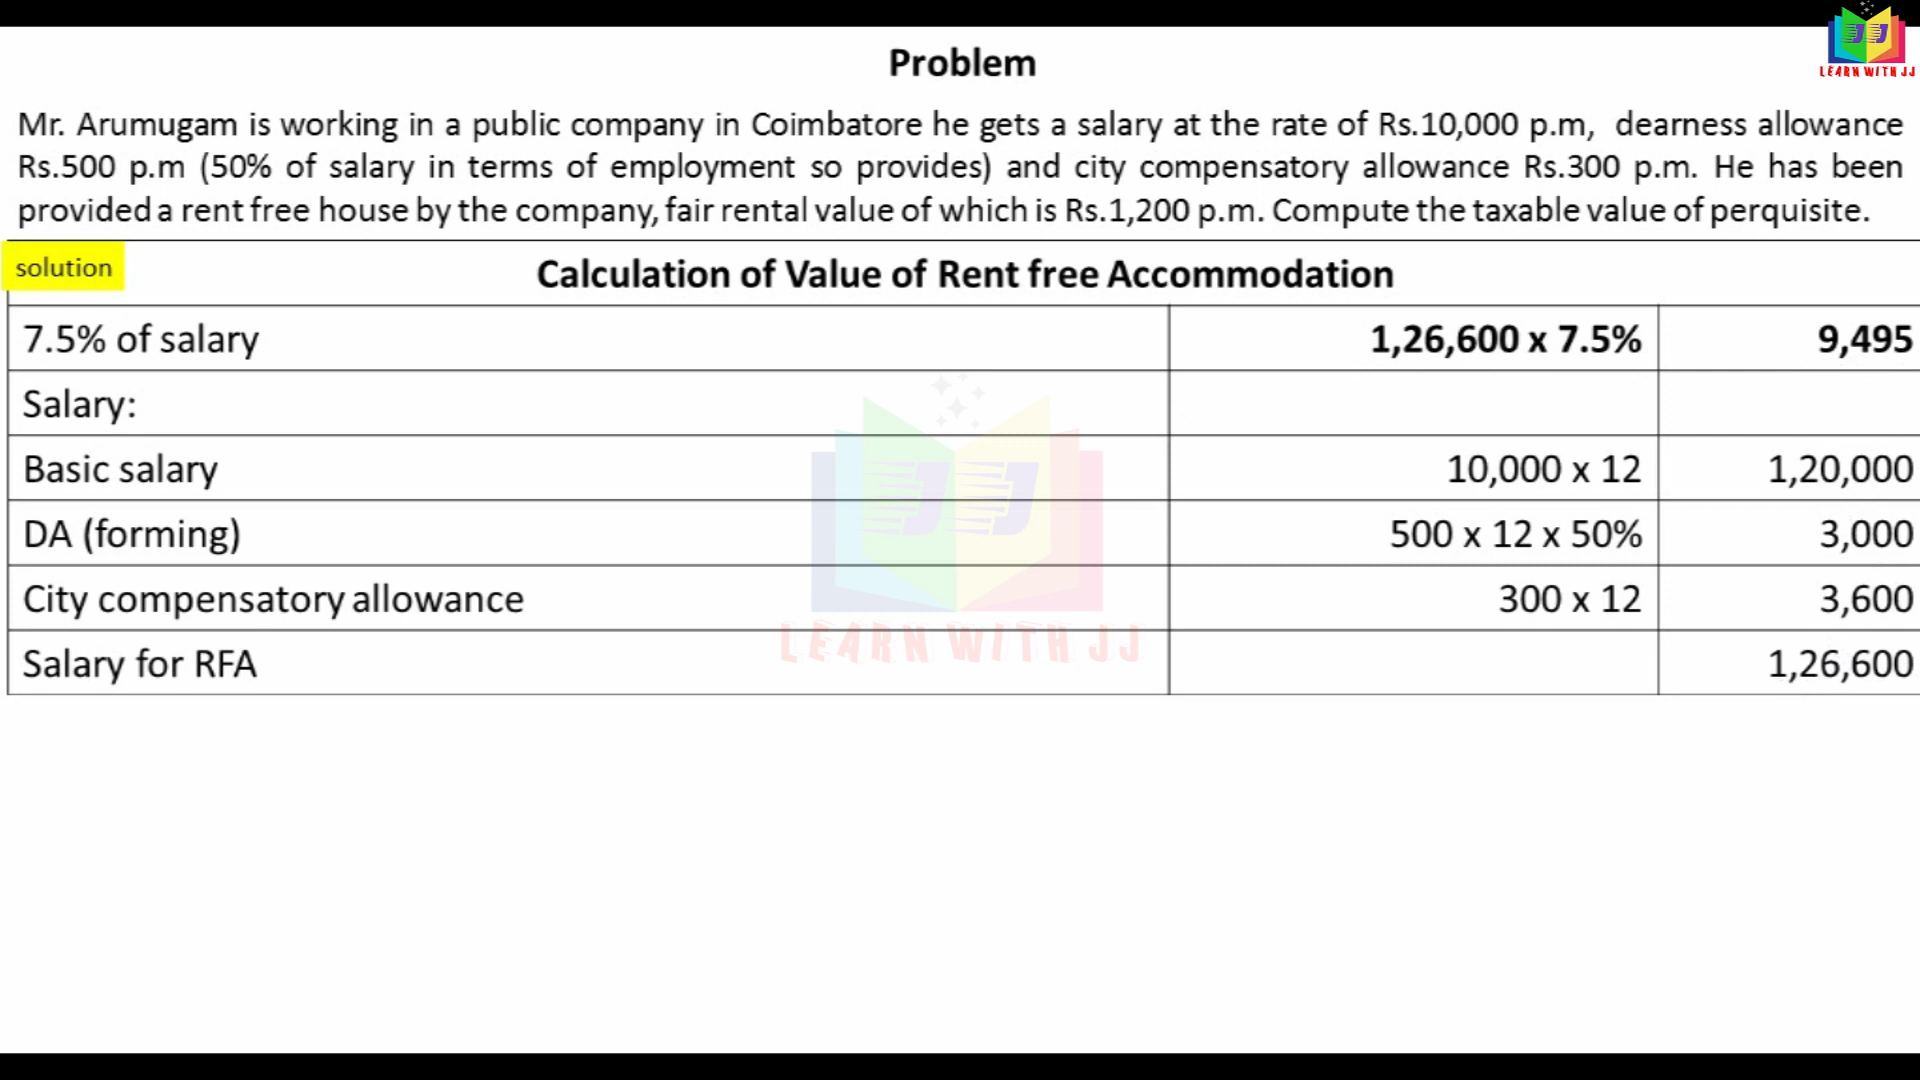 LEARN WITH JJ
Problem
Mr. Arumugam is working in a public company in Coimbatore he gets a salary at the rate of Rs.10,000 p.m, dearness allowance
Rs.500 p.m (50% of salary in terms of employment so provides) and city compensatory allowance Rs.300 p.m. He has been
provided a rent free house by the company, fair rental value of which is Rs.1,200 p.m. Compute the taxable value of perquisite.
solution
Calculation of Value of Rent free Accommodation
7.5% of salary 1,26,600 x 7.5% 9,495
Salary:
Basic salary 10,000 x 12 1,20,000
DA (forming) 500 x 12 x 50% 3,000
City compensatory allowance 300 x 12 3,600
Salary for RFA 1,26,600
JJ
LEARN WITH JJ